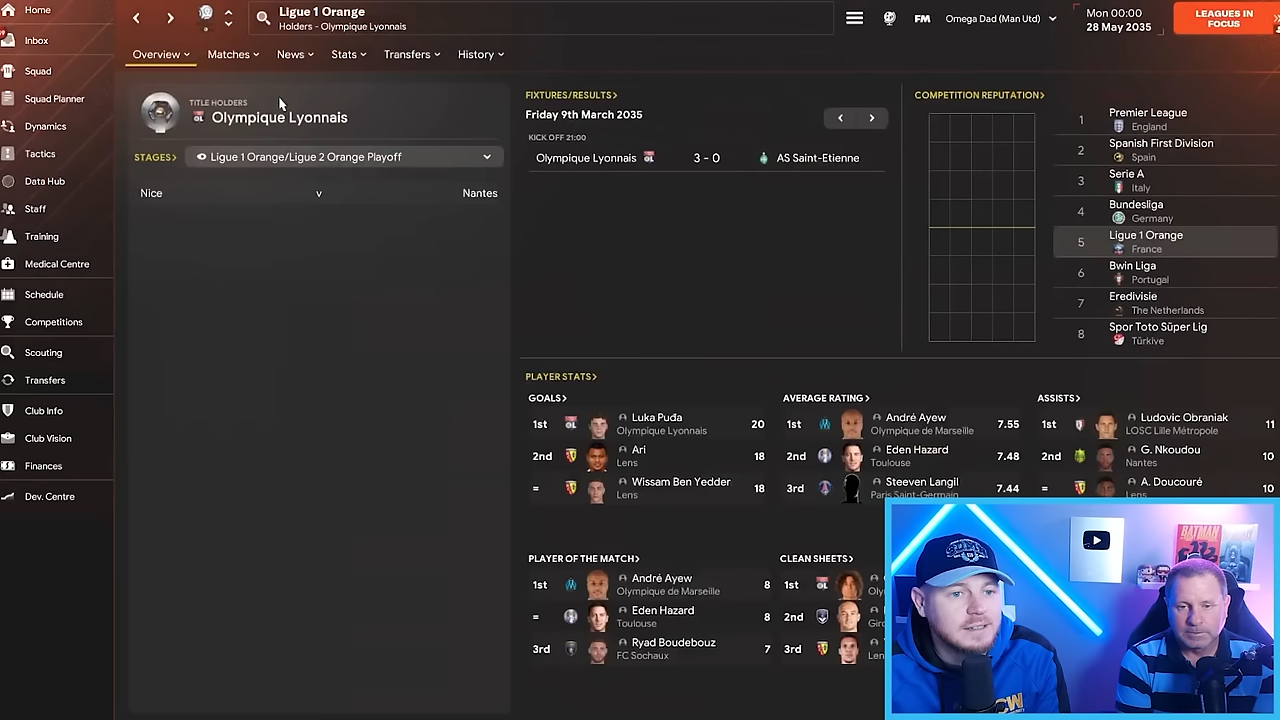 Home
Ligue 1 Orange
Holders - Olympique Lyonnais
FM
Omega Dad (Man Utd)
Mon 00:00
28 May 2035
LEAGUES IN
FOCUS
Inbox
Squad
Squad Planner
Dynamics
Tactics
Data Hub
Staff
Training
Medical Centre
Schedule
Competitions
Scouting
Transfers
Club Info
Club Vision
Finances
Dev. Centre
Overview
Matches
News
Stats
Transfers
History
TITLE HOLDERS
Olympique Lyonnais
STAGES>
Ligue 1 Orange/Ligue 2 Orange Playoff
Nice v Nantes
FIXTURES/RESULTS>
Friday 9th March 2035
KICK OFF 21:00
Olympique Lyonnais 3 - 0 AS Saint-Etienne
COMPETITION REPUTATION>
1 Premier League
England
2 Spanish First Division
Spain
3 Serie A
Italy
4 Bundesliga
Germany
5 Ligue 1 Orange
France
6 Bwin Liga
Portugal
7 Eredivisie
The Netherlands
8 Spor Toto Süper Lig
Türkiye
PLAYER STATS>
GOALS>
1st Luka Puđa 20
Olympique Lyonnais
2nd Ari 18
Lens
= Wissam Ben Yedder 18
Lens
AVERAGE RATING>
1st André Ayew 7.55
Olympique de Marseille
2nd Eden Hazard 7.48
Toulouse
3rd Steeven Langil 7.44
Paris Saint-Germain
ASSISTS>
1st Ludovic Obraniak 11
LOSC Lille Métropole
2nd G. Nkoudou 10
Nantes
= A. Doucouré 10
Lens
PLAYER OF THE MATCH>
1st André Ayew 8
Olympique de Marseille
= Eden Hazard 8
Toulouse
3rd Ryad Boudebouz 7
FC Sochaux
CLEAN SHEETS>
1st
Oly
2nd
Giro
3rd
Len
BATMAN